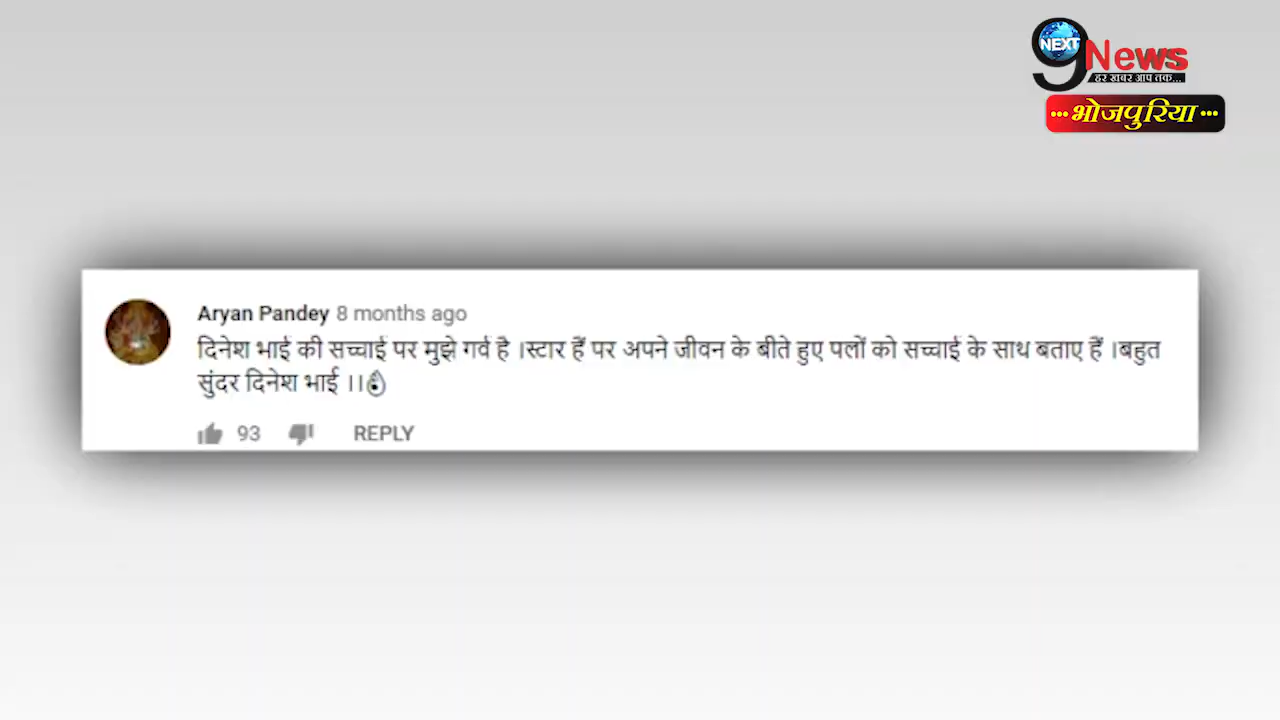 NEXT
9 News
हर खबर आप तक...
...भोजपुरिया...
Aryan Pandey 8 months ago
दिनेश भाई की सच्चाई पर मुझे गर्व है ।स्टार हैं पर अपने जीवन के बीते हुए पलों को सच्चाई के साथ बताए हैं ।बहुत
सुंदर दिनेश भाई ।।👌
93 REPLY